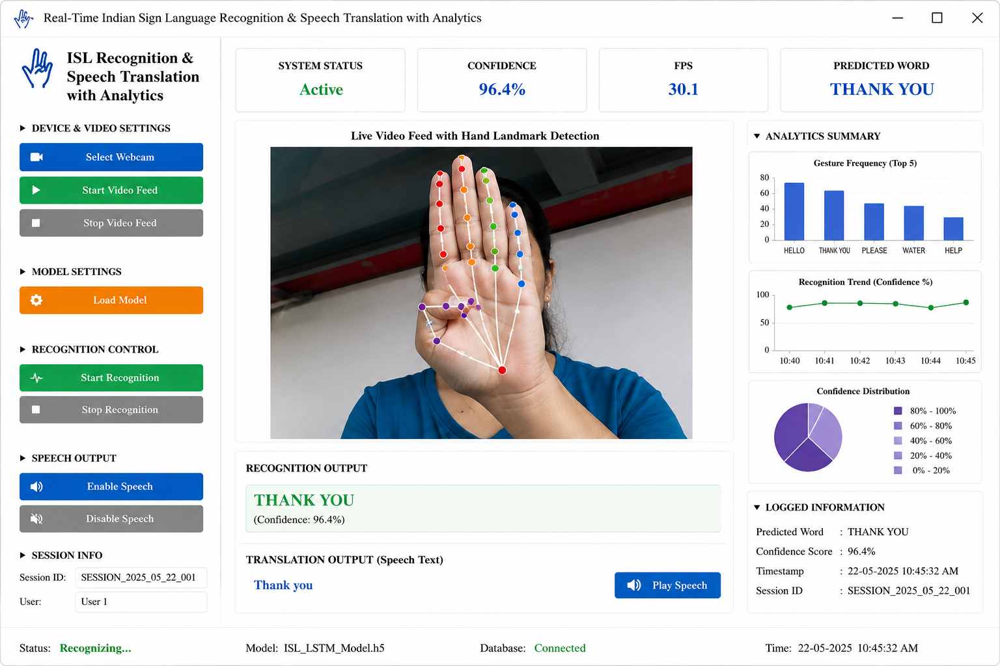 Real-Time Indian Sign Language Recognition & Speech Translation with Analytics
ISL Recognition &
Speech Translation
with Analytics
DEVICE & VIDEO SETTINGS
Select Webcam
Start Video Feed
Stop Video Feed
MODEL SETTINGS
Load Model
RECOGNITION CONTROL
Start Recognition
Stop Recognition
SPEECH OUTPUT
Enable Speech
Disable Speech
SESSION INFO
Session ID: SESSION_2025_05_22_001
User: User 1
SYSTEM STATUS
Active
CONFIDENCE
96.4%
FPS
30.1
PREDICTED WORD
THANK YOU
Live Video Feed with Hand Landmark Detection
RECOGNITION OUTPUT
THANK YOU
(Confidence: 96.4%)
TRANSLATION OUTPUT (Speech Text)
Thank you
Play Speech
ANALYTICS SUMMARY
Gesture Frequency (Top 5)
80
60
40
20
0
HELLO THANK YOU PLEASE WATER HELP
Recognition Trend (Confidence %)
100
50
0
10:40 10:41 10:42 10:43 10:44 10:45
Confidence Distribution
80% - 100%
60% - 80%
40% - 60%
20% - 40%
0% - 20%
LOGGED INFORMATION
Predicted Word : THANK YOU
Confidence Score : 96.4%
Timestamp : 22-05-2025 10:45:32 AM
Session ID : SESSION_2025_05_22_001
Status: Recognizing...
Model: ISL_LSTM_Model.h5
Database: Connected
Time: 22-05-2025 10:45:32 AM